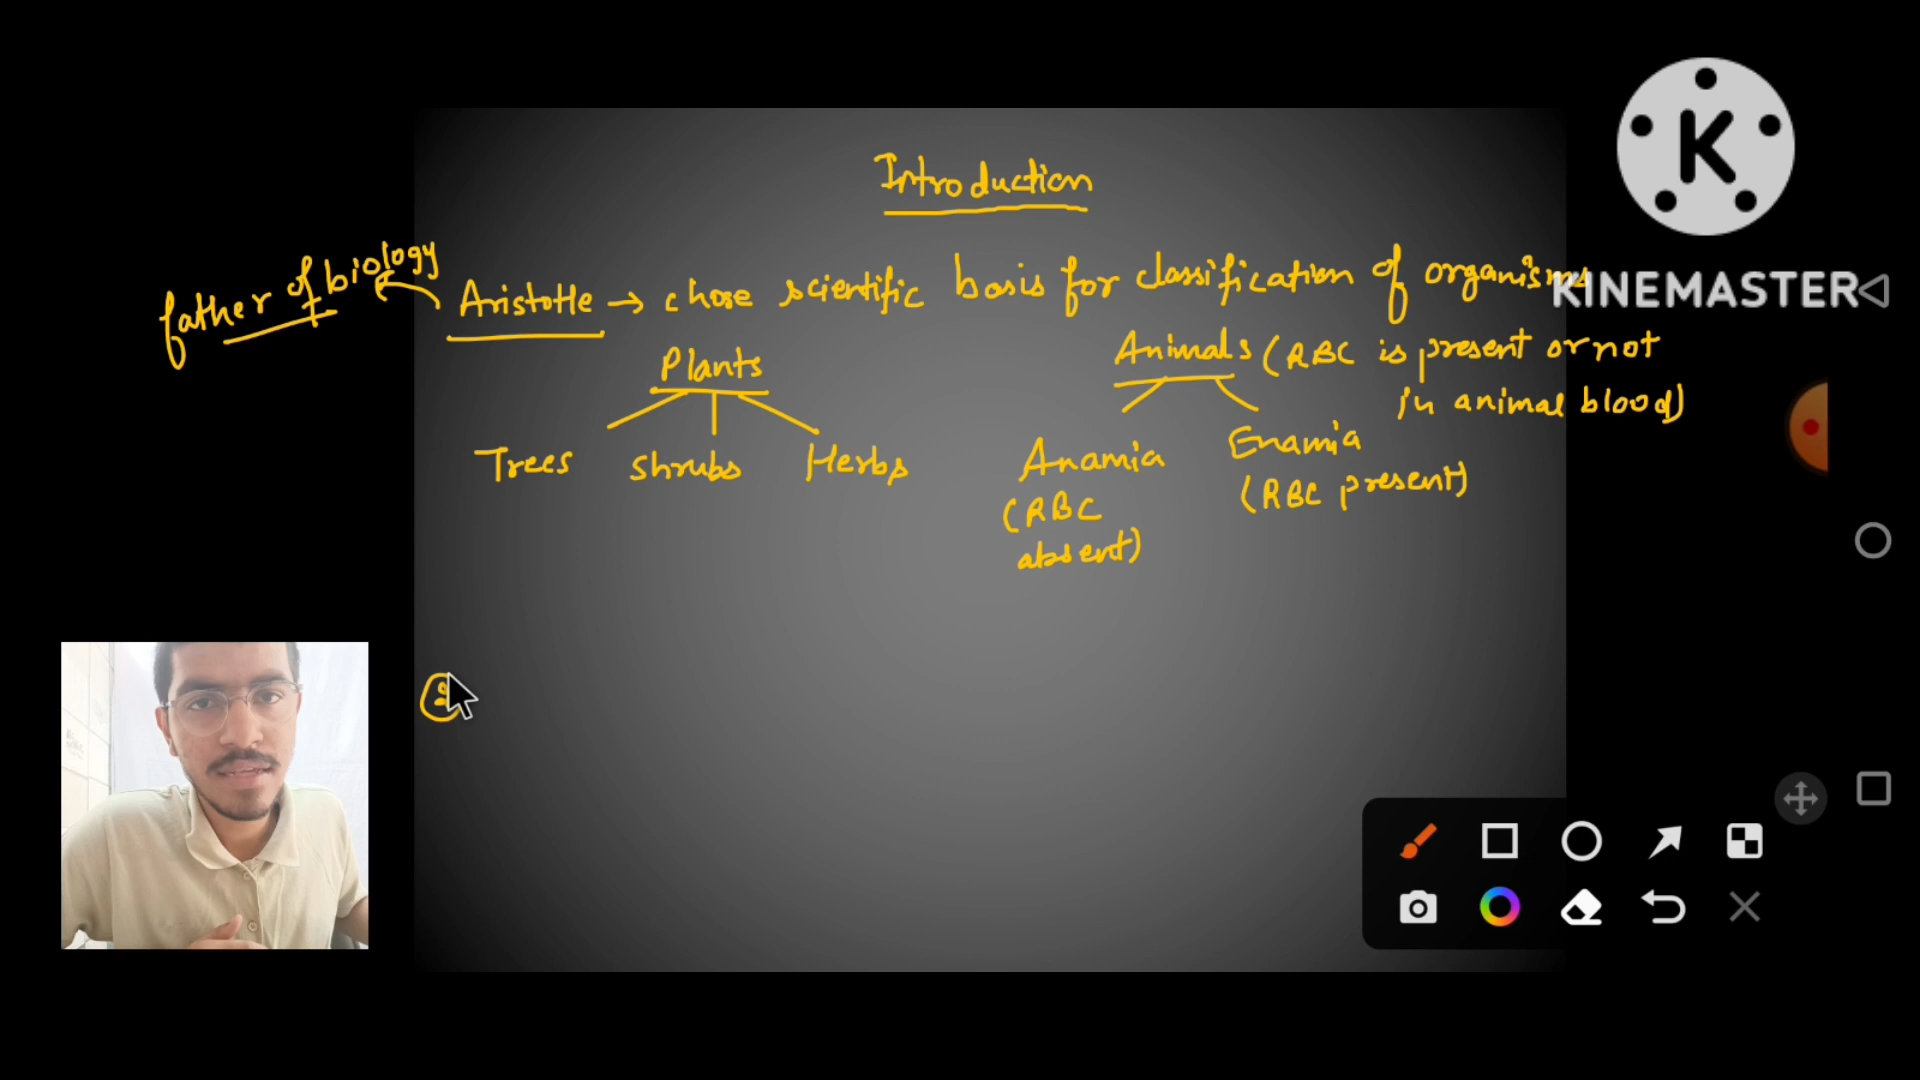 Introduction
father of biology
Aristotle → chose scientific basis for classification of organisms
Plants
Animals (RBC is present or not
in animal blood)
Trees shrubs Herbs
Anamia Enamia
(RBC
absent)
(RBC present)
K
KINEMASTER